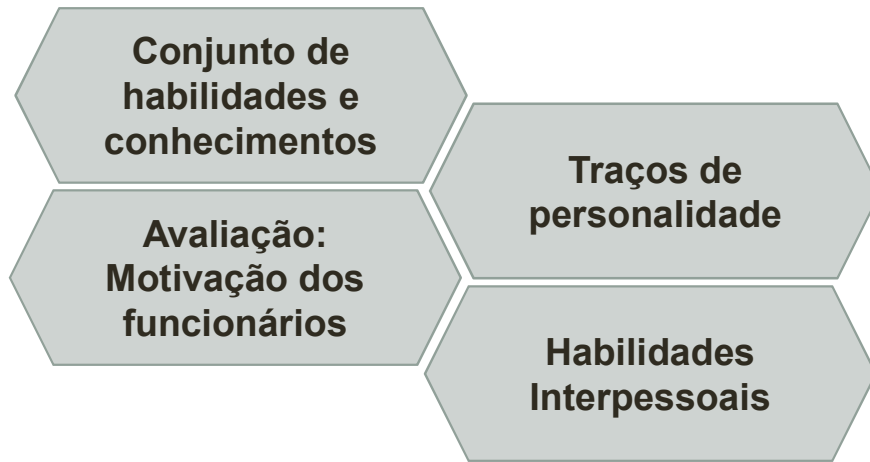 Conjunto de
habilidades e
conhecimentos
Traços de
personalidade
Avaliação:
Motivação dos
funcionários
Habilidades
Interpessoais